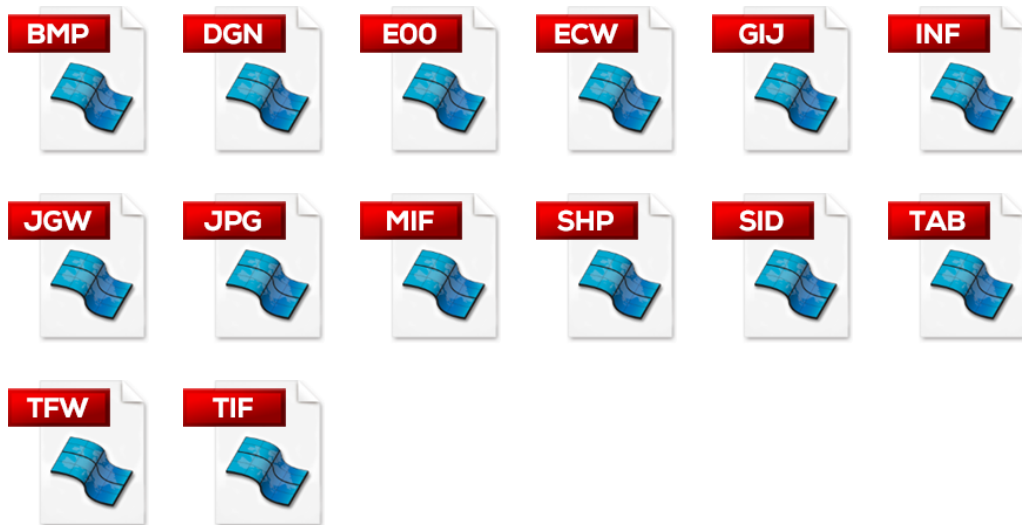 BMP DGN E00 ECW GIJ INF
JGW JPG MIF SHP SID TAB
TFW TIF